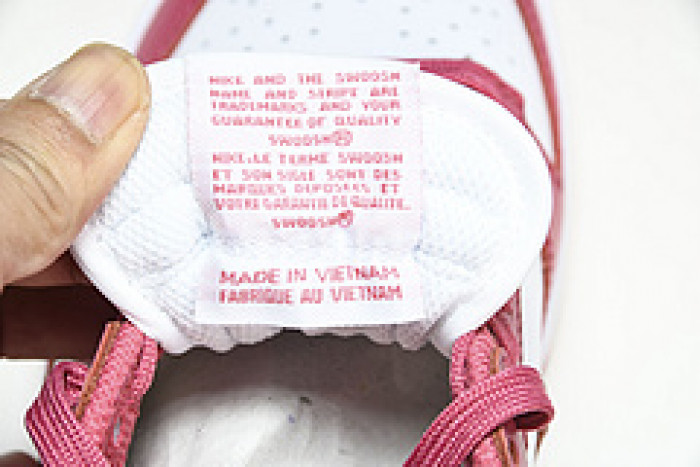 NIKE AND THE SWOOSH
NAME AND STRIPE ARE
TRADEMARKS AND YOUR
GUARANTEE OF QUALITY
SWOOSH®
NIKE.LE TERME SWOOSH
ET SON SIGLE SONT DES
MARQUES DEPOSEES ET
VOTRE GARANTIE DE QUALITE.
SWOOSH®
MADE IN VIETNAM
FABRIQUE AU VIETNAM